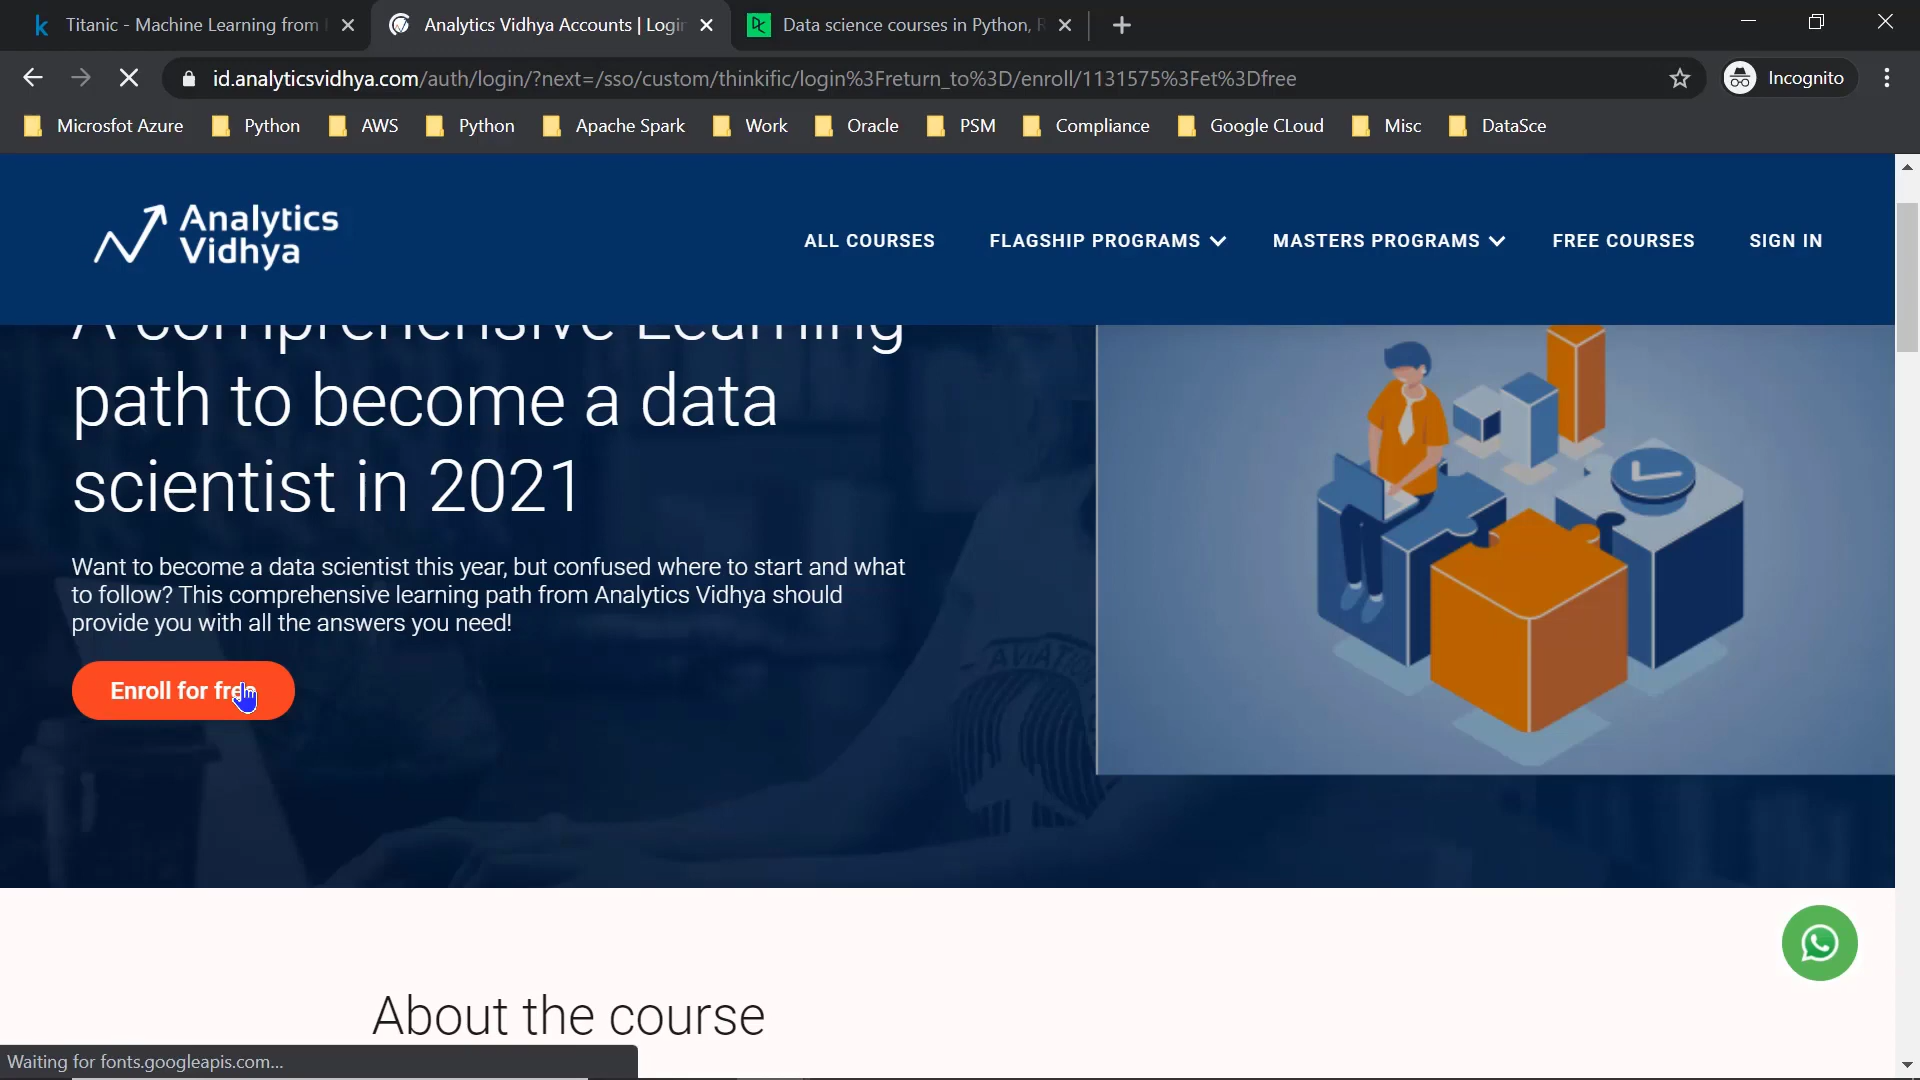 Titanic - Machine Learning from
Analytics Vidhya Accounts | Login
Data science courses in Python, R
id.analyticsvidhya.com/auth/login/?next=/sso/custom/thinkific/login%3Freturn_to%3D/enroll/1131575%3Fet%3Dfree
Incognito
Microsfot Azure
Python
AWS
Python
Apache Spark
Work
Oracle
PSM
Compliance
Google CLoud
Misc
DataSce
Analytics
Vidhya
ALL COURSES
FLAGSHIP PROGRAMS
MASTERS PROGRAMS
FREE COURSES
SIGN IN
A comprehensive Learning
path to become a data
scientist in 2021
Want to become a data scientist this year, but confused where to start and what
to follow? This comprehensive learning path from Analytics Vidhya should
provide you with all the answers you need!
Enroll for free
About the course
Waiting for fonts.googleapis.com...